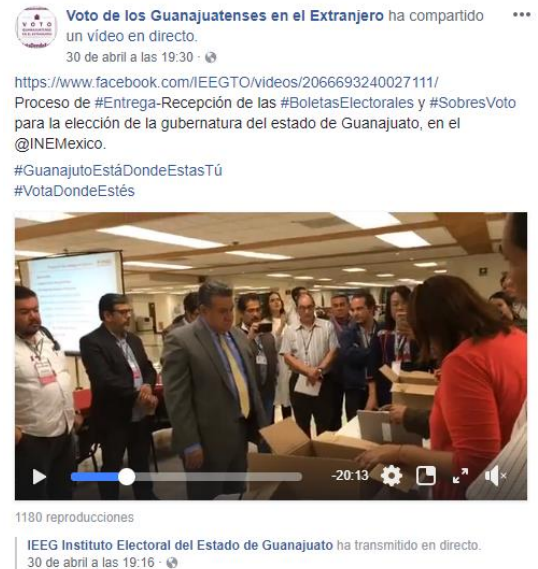 Voto de los Guanajuatenses en el Extranjero ha compartido
un vídeo en directo.
30 de abril a las 19:30 ·
VOTO
https://www.facebook.com/IEEGTO/videos/2066693240027111/
Proceso de #Entrega-Recepción de las #BoletasElectorales y #SobresVoto
para la elección de la gubernatura del estado de Guanajuato, en el
@INEMexico.
#GuanajutoEstáDondeEstasTú
#VotaDondeEstés
-20:13
1180 reproducciones
IEEG Instituto Electoral del Estado de Guanajuato ha transmitido en directo.
30 de abril a las 19:16 ·